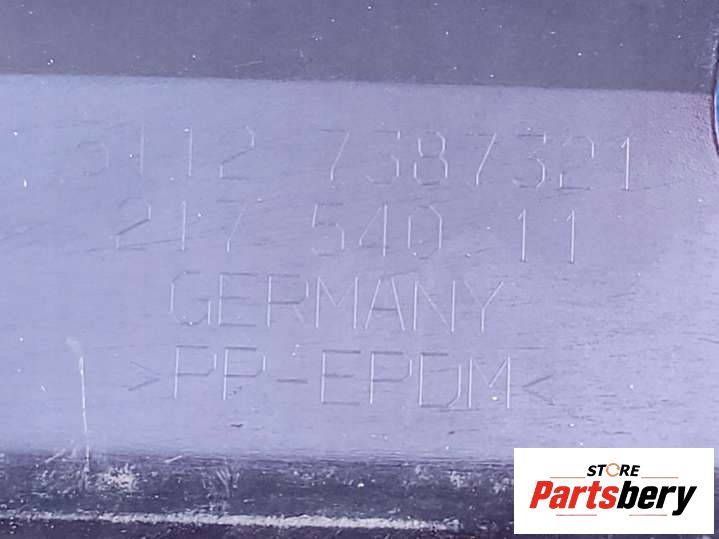 5112 7387321
217 540 11
GERMANY
>PP-EPDM<
STORE
Partsbery